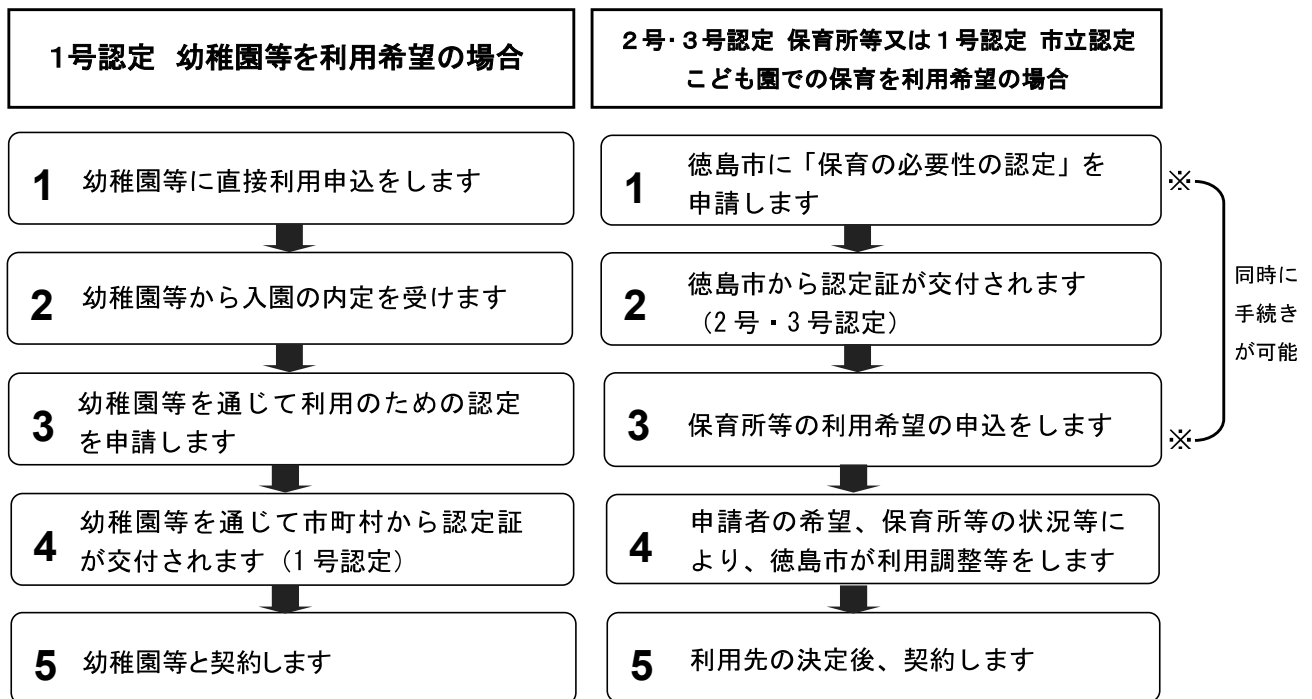 1号認定 幼稚園等を利用希望の場合
1 幼稚園等に直接利用申込をします
2 幼稚園等から入園の内定を受けます
3 幼稚園等を通じて利用のための認定
を申請します
4 幼稚園等を通じて市町村から認定証
が交付されます（1号認定）
5 幼稚園等と契約します
2号・3号認定 保育所等又は1号認定 市立認定
こども園での保育を利用希望の場合
1 徳島市に「保育の必要性の認定」を
申請します
※
2 徳島市から認定証が交付されます
（2号・3号認定）
3 保育所等の利用希望の申込をします
※
同時に
手続き
が可能
4 申請者の希望、保育所等の状況等に
より、徳島市が利用調整等をします
5 利用先の決定後、契約します